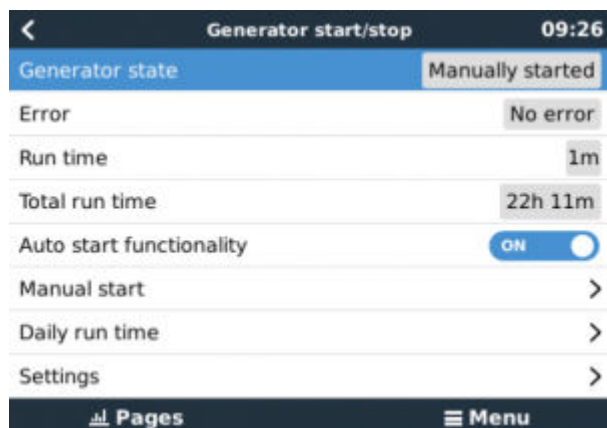 Generator start/stop 09:26
Generator state Manually started
Error No error
Run time 1m
Total run time 22h 11m
Auto start functionality ON
Manual start
Daily run time
Settings
Pages Menu